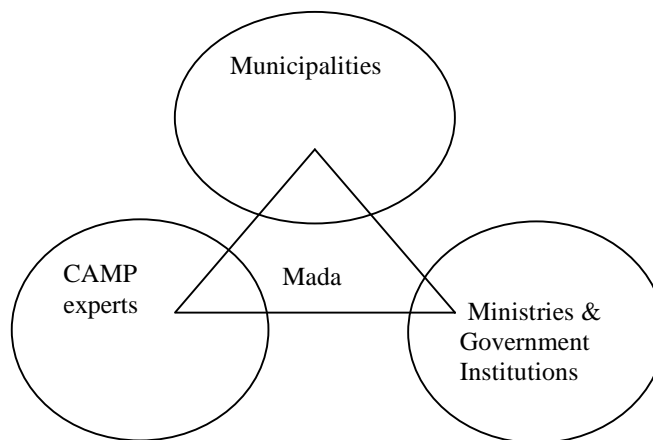 Municipalities
CAMP
experts
Mada
Ministries &
Government
Institutions